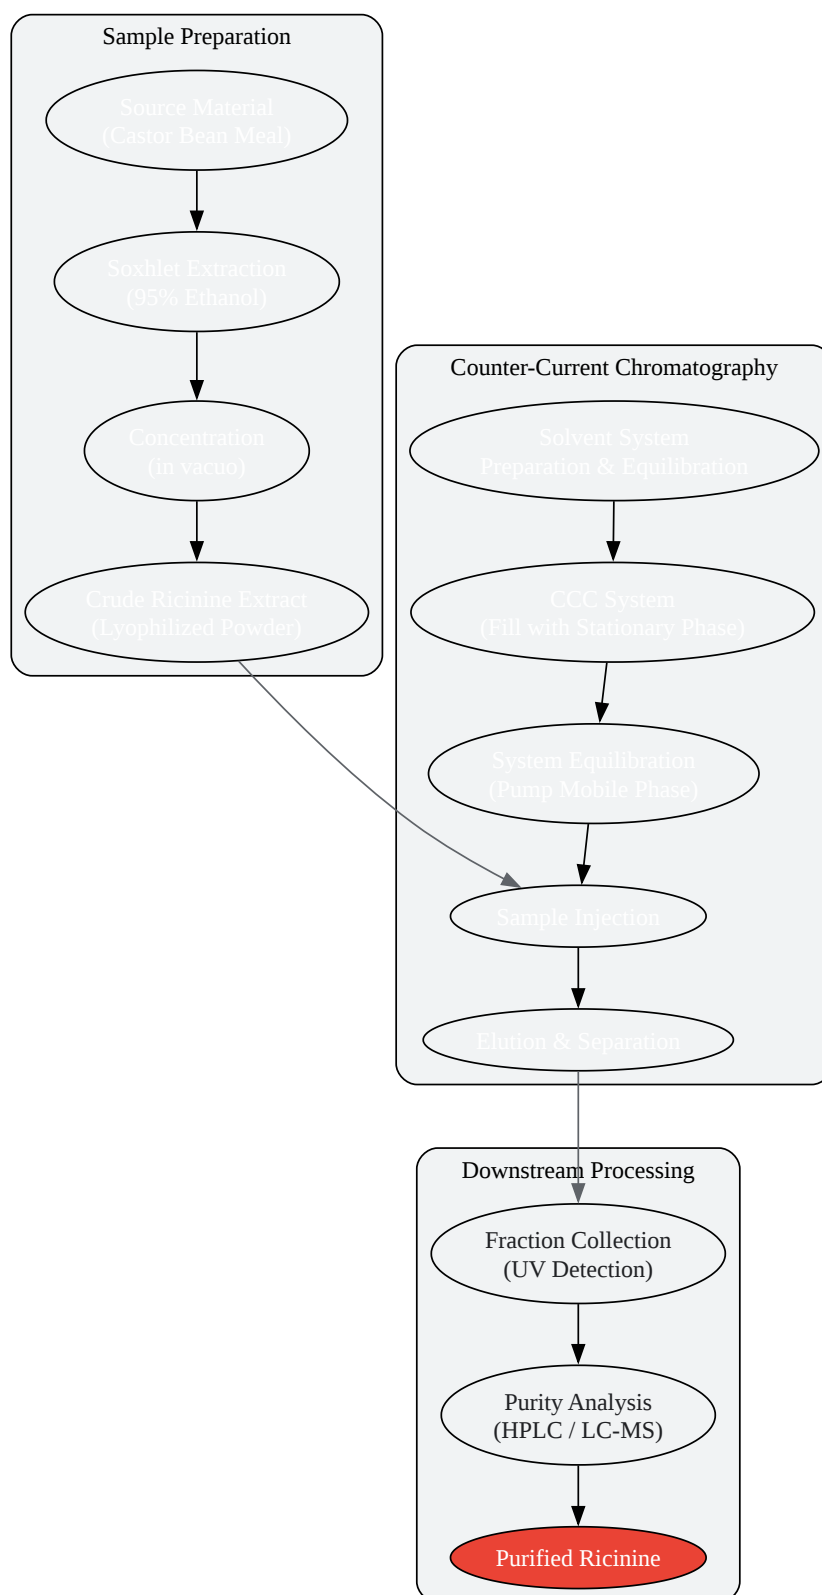 Sample Preparation
Source Material
(Castor Bean Meal)
Soxhlet Extraction
(95% Ethanol)
Concentration
(in vacuo)
Crude Ricinine Extract
(Lyophilized Powder)
Counter-Current Chromatography
Solvent System
Preparation & Equilibration
CCC System
(Fill with Stationary Phase)
System Equilibration
(Pump Mobile Phase)
Sample Injection
Elution & Separation
Downstream Processing
Fraction Collection
(UV Detection)
Purity Analysis
(HPLC / LC-MS)
Purified Ricinine